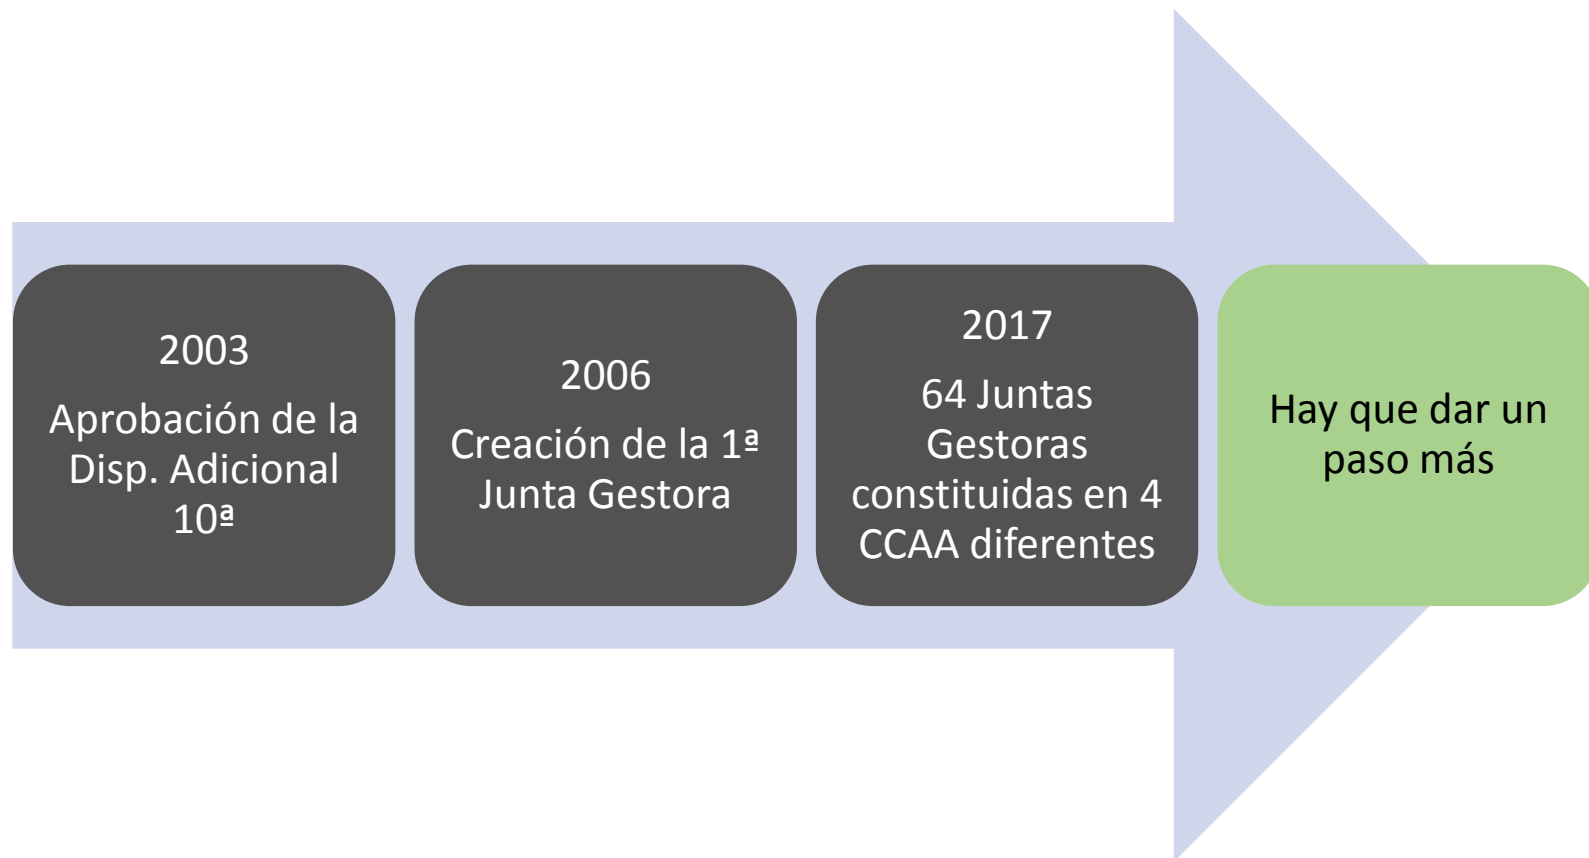 2003
Aprobación de la
Disp. Adicional
10ª
2006
Creación de la 1ª
Junta Gestora
2017
64 Juntas
Gestoras
constituidas en 4
CCAA diferentes
Hay que dar un
paso más